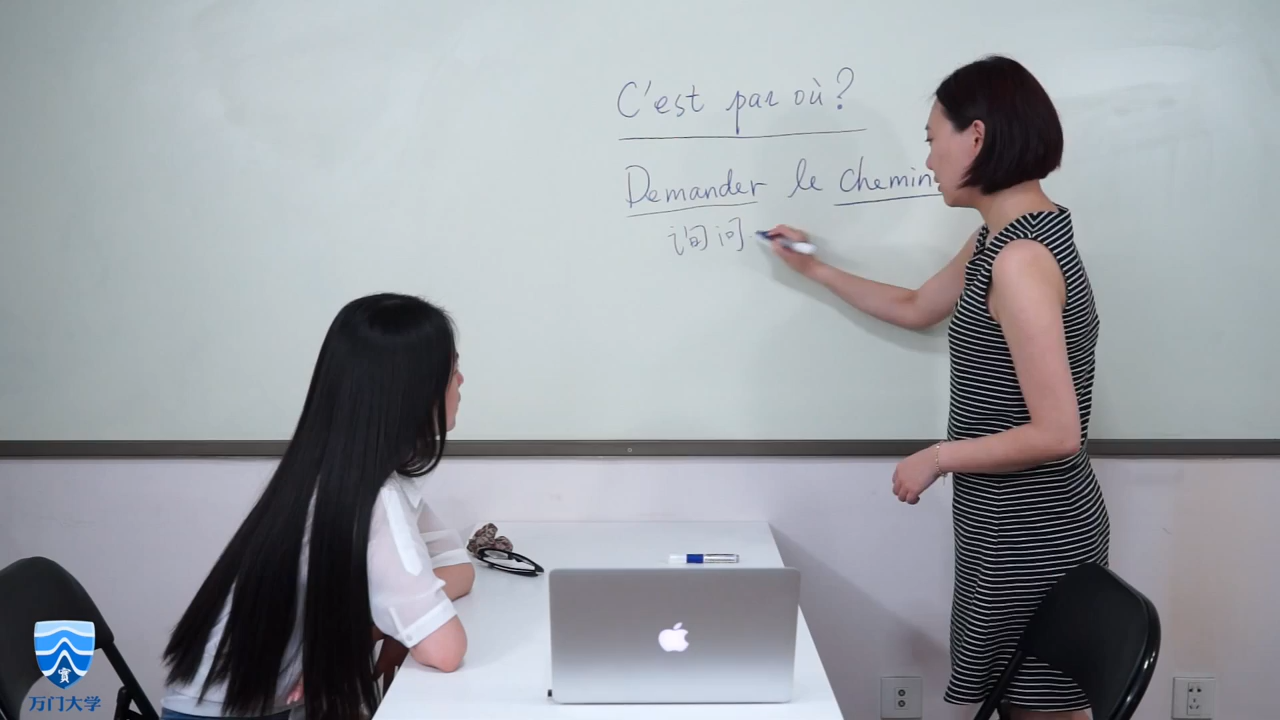 C'est par où?
Demander le chemin
询问
万门大学